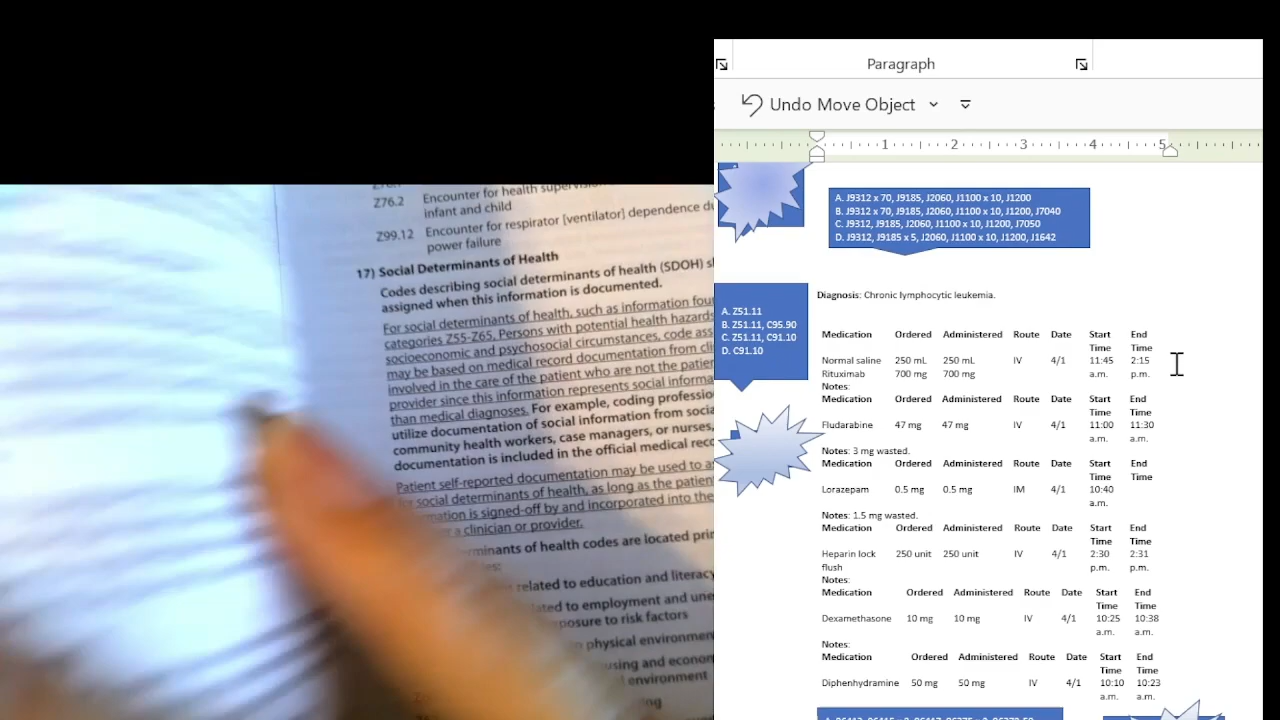 Z76.2 Encounter for health supervision
infant and child
Z99.12 Encounter for respirator [ventilator] dependence
power failure
17) Social Determinants of Health
Codes describing social determinants of health (SDOH)
assigned when this information is documented.
For social determinants of health, such as information
categories Z55-Z65, Persons with potential health hazards
socioeconomic and psychosocial circumstances, code
may be based on medical record documentation from
involved in the care of the patient who are not the
provider since this information represents social
than medical diagnoses. For example, coding
utilize documentation of social information from
community health workers, case managers, or nurses,
documentation is included in the official medical
Patient self-reported documentation may be used to
social determinants of health, as long as the patient
is signed-off by and incorporated into the
a clinician or provider.
of health codes are located
related to education and literacy
to employment and
to risk factors
physical environment
and
environment
Paragraph
Undo Move Object
1 2 3 4 5
A. J9312 x 70, J9185, J2060, J1100 x 10, J1200
B. J9312 x 70, J9185, J2060, J1100 x 10, J1200, J7040
C. J9312, J9185, J2060, J1100 x 10, J1200, J7050
D. J9312, J9185 x 5, J2060, J1100 x 10, J1200, J1642
A. Z51.11
B. Z51.11, C95.90
C. Z51.11, C91.10
D. C91.10
Diagnosis: Chronic lymphocytic leukemia.
Medication Ordered Administered Route Date Start Time End Time
Normal saline 250 mL 250 mL IV 4/1 11:45 a.m. 2:15 p.m.
Rituximab 700 mg 700 mg
Notes:
Medication Ordered Administered Route Date Start Time End Time
Fludarabine 47 mg 47 mg IV 4/1 11:00 a.m. 11:30 a.m.
Notes: 3 mg wasted.
Medication Ordered Administered Route Date Start Time End Time
Lorazepam 0.5 mg 0.5 mg IM 4/1 10:40 a.m.
Notes: 1.5 mg wasted.
Medication Ordered Administered Route Date Start Time End Time
Heparin lock flush 250 unit 250 unit IV 4/1 2:30 p.m. 2:31 p.m.
Notes:
Medication Ordered Administered Route Date Start Time End Time
Dexamethasone 10 mg 10 mg IV 4/1 10:25 a.m. 10:38 a.m.
Notes:
Medication Ordered Administered Route Date Start Time End Time
Diphenhydramine 50 mg 50 mg IV 4/1 10:10 a.m. 10:23 a.m.